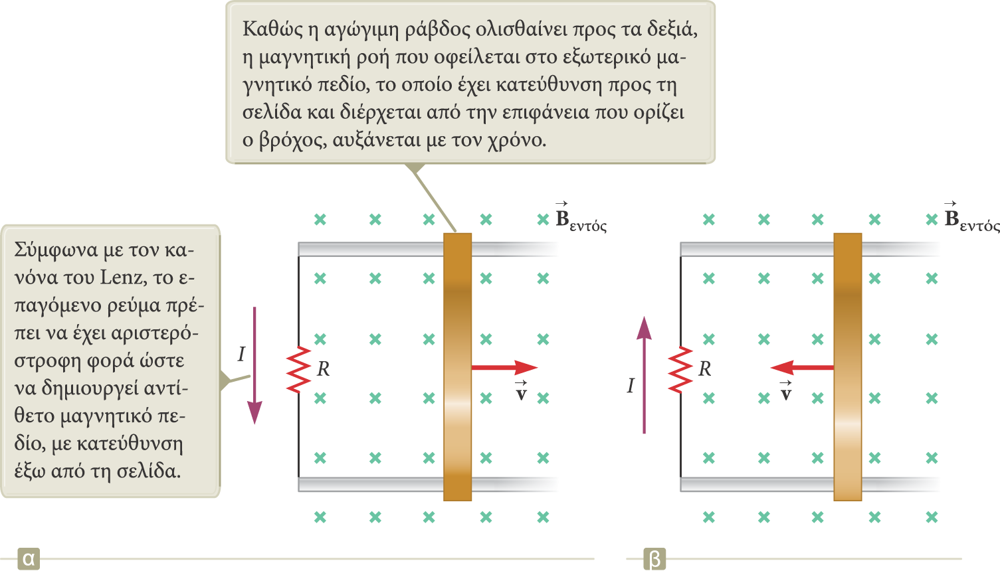 Καθώς η αγώγιμη ράβδος ολισθαίνει προς τα δεξιά,
η μαγνητική ροή που οφείλεται στο εξωτερικό μα-
γνητικό πεδίο, το οποίο έχει κατεύθυνση προς τη
σελίδα και διέρχεται από την επιφάνεια που ορίζει
ο βρόχος, αυξάνεται με τον χρόνο.
Σύμφωνα με τον κα-
νόνα του Lenz, το ε-
παγόμενο ρεύμα πρέ-
πει να έχει αριστερό-
στροφη φορά ώστε
να δημιουργεί αντί-
θετο μαγνητικό πε-
δίο, με κατεύθυνση
έξω από τη σελίδα.
B⃗ εντός
I
R
v⃗
α
B⃗ εντός
I
R
v⃗
β